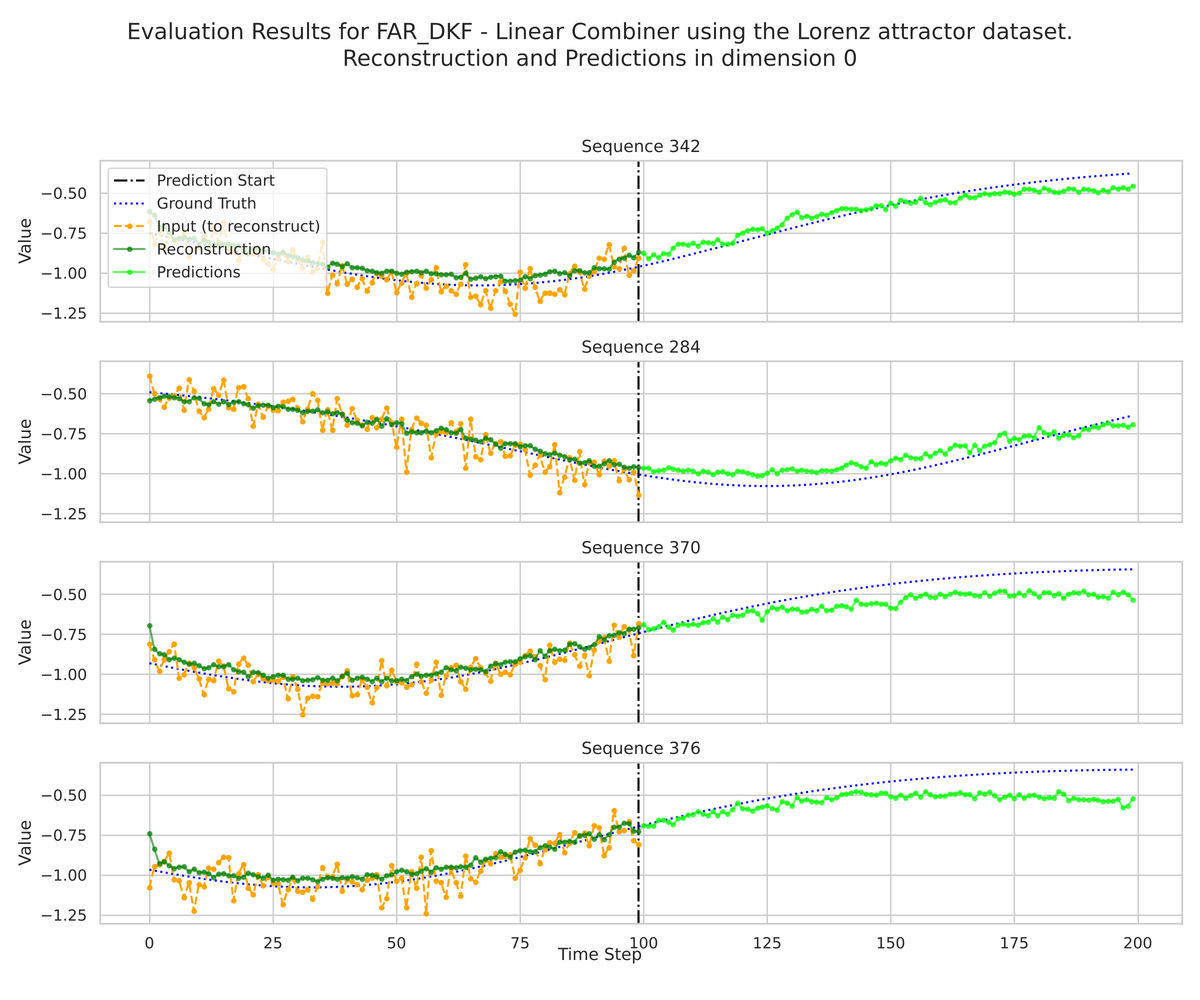 Evaluation Results for FAR_DKF - Linear Combiner using the Lorenz attractor dataset.
Reconstruction and Predictions in dimension 0
Sequence 342
Value
−0.50
−0.75
−1.00
−1.25
Prediction Start
Ground Truth
Input (to reconstruct)
Reconstruction
Predictions
Sequence 284
Value
−0.50
−0.75
−1.00
−1.25
Sequence 370
Value
−0.50
−0.75
−1.00
−1.25
Sequence 376
Value
−0.50
−0.75
−1.00
−1.25
0 25 50 75 100 125 150 175 200
Time Step